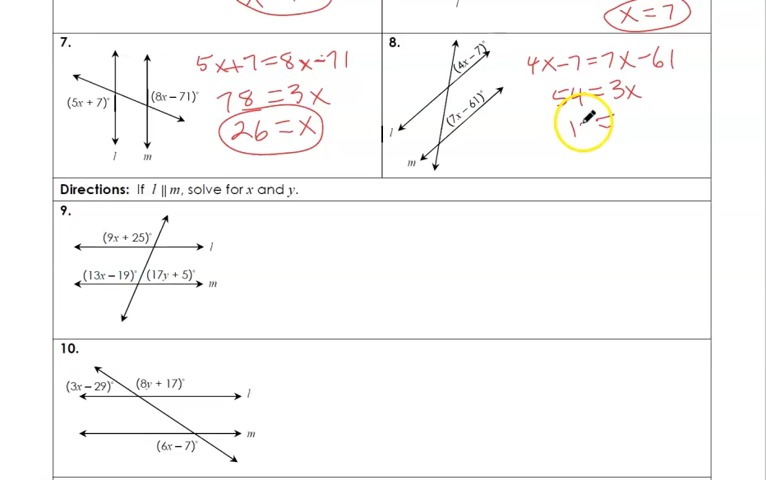 x = 7
7.
(5x + 7)°
(8x − 71)°
l
m
5x+7=8x-71
78 =3x
26 = x
8.
(4x − 7)°
(7x − 61)°
l
m
4x-7=7x-61
54=3x
1 =
Directions: If l ∥ m, solve for x and y.
9.
(9x + 25)°
l
(13x − 19)°
(17y + 5)°
m
10.
(3x − 29)°
(8y + 17)°
l
m
(6x − 7)°